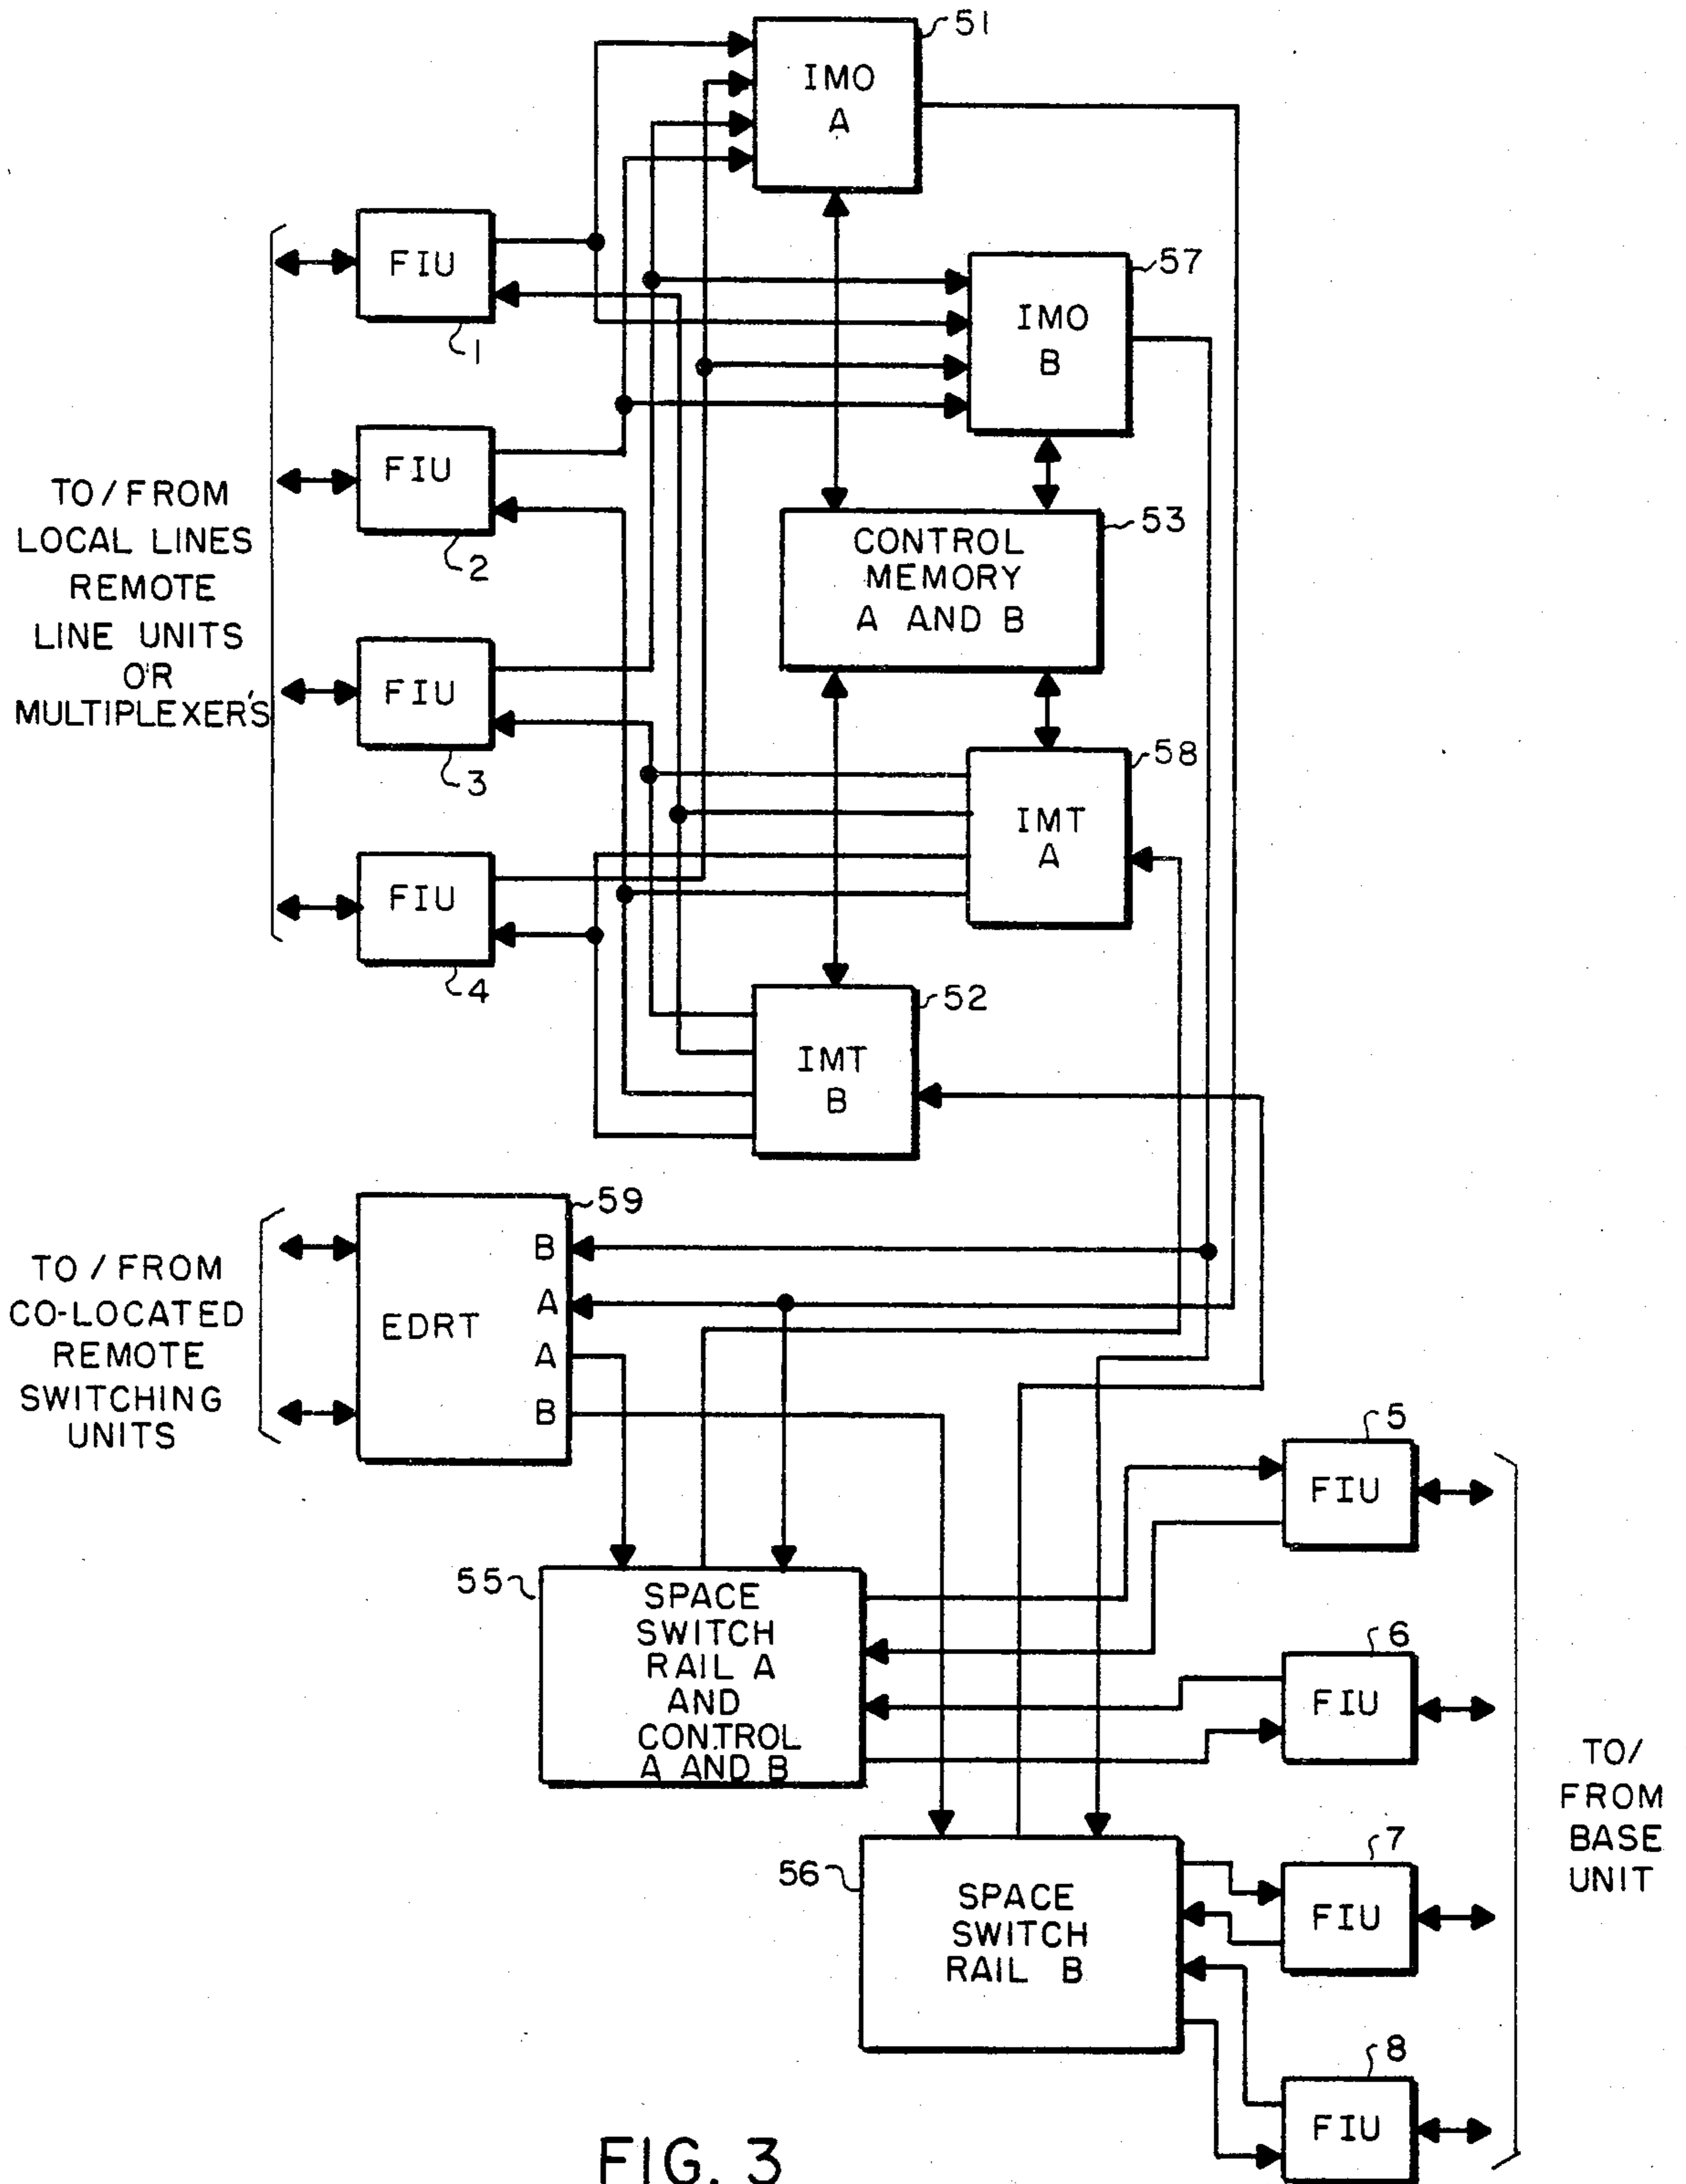 51
IMO
A
57
IMO
B
FIU
1
FIU
2
FIU
3
FIU
4
TO/FROM
LOCAL LINES
REMOTE
LINE UNITS
OR
MULTIPLEXER'S
53
CONTROL
MEMORY
A AND B
58
IMT
A
52
IMT
B
59
EDRT
B
A
A
B
TO/FROM
CO-LOCATED
REMOTE
SWITCHING
UNITS
55
SPACE
SWITCH
RAIL A
AND
CONTROL
A AND B
56
SPACE
SWITCH
RAIL B
5
FIU
6
FIU
7
FIU
8
FIU
TO/
FROM
BASE
UNIT
FIG. 3